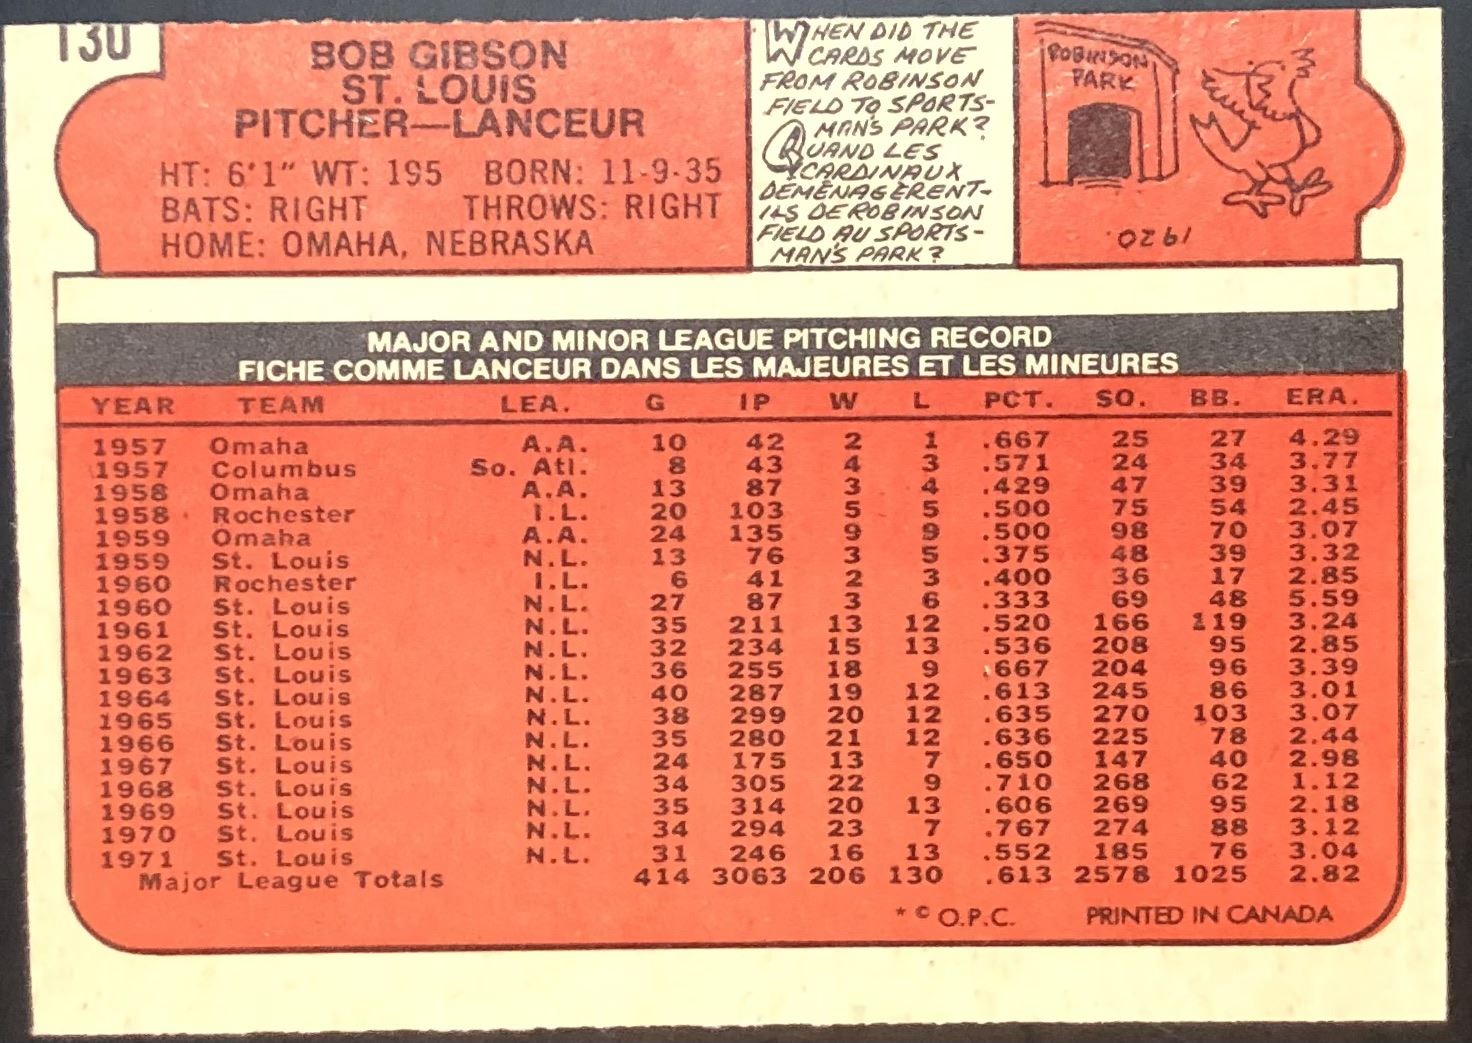 130
BOB GIBSON
ST. LOUIS
PITCHER—LANCEUR
HT: 6'1" WT: 195 BORN: 11-9-35
BATS: RIGHT THROWS: RIGHT
HOME: OMAHA, NEBRASKA
WHEN DID THE
CARDS MOVE
FROM ROBINSON
FIELD TO SPORTS-
MAN'S PARK?
QUAND LES
CARDINAUX
DÉMÉNAGÈRENT-
ILS DE ROBINSON
FIELD AU SPORTS-
MAN'S PARK?
ROBINSON
PARK
1920
MAJOR AND MINOR LEAGUE PITCHING RECORD
FICHE COMME LANCEUR DANS LES MAJEURES ET LES MINEURES
YEAR TEAM LEA. G IP W L PCT. SO. BB. ERA.
1957 Omaha A.A. 10 42 2 1 .667 25 27 4.29
1957 Columbus So. Atl. 8 43 4 3 .571 24 34 3.77
1958 Omaha A.A. 13 87 3 4 .429 47 39 3.31
1958 Rochester I.L. 20 103 5 5 .500 75 54 2.45
1959 Omaha A.A. 24 135 9 9 .500 98 70 3.07
1959 St. Louis N.L. 13 76 3 5 .375 48 39 3.32
1960 Rochester I.L. 6 41 2 3 .400 36 17 2.85
1960 St. Louis N.L. 27 87 3 6 .333 69 48 5.59
1961 St. Louis N.L. 35 211 13 12 .520 166 119 3.24
1962 St. Louis N.L. 32 234 15 13 .536 208 95 2.85
1963 St. Louis N.L. 36 255 18 9 .667 204 96 3.39
1964 St. Louis N.L. 40 287 19 12 .613 245 86 3.01
1965 St. Louis N.L. 38 299 20 12 .635 270 103 3.07
1966 St. Louis N.L. 35 280 21 12 .636 225 78 2.44
1967 St. Louis N.L. 24 175 13 7 .650 147 40 2.98
1968 St. Louis N.L. 34 305 22 9 .710 268 62 1.12
1969 St. Louis N.L. 35 314 20 13 .606 269 95 2.18
1970 St. Louis N.L. 34 294 23 7 .767 274 88 3.12
1971 St. Louis N.L. 31 246 16 13 .552 185 76 3.04
Major League Totals 414 3063 206 130 .613 2578 1025 2.82
* © O.P.C. PRINTED IN CANADA